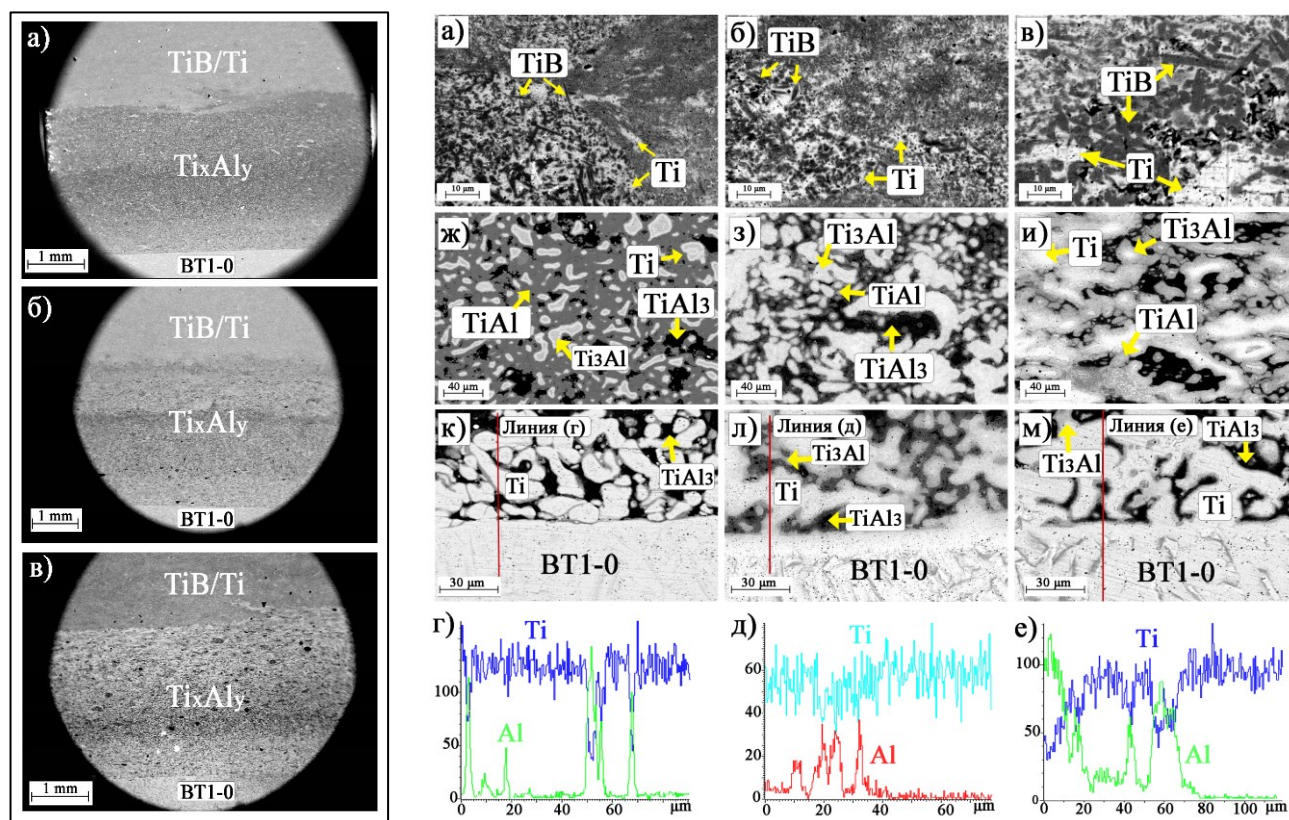 а)
TiB/Ti
TixAly
1 mm
ВТ1-0
б)
TiB/Ti
TixAly
1 mm
ВТ1-0
в)
TiB/Ti
TixAly
1 mm
ВТ1-0
а)
TiB
Ti
10 µm
б)
TiB
Ti
10 µm
в)
TiB
Ti
10 µm
ж)
Ti
TiAl
TiAl3
Ti3Al
40 µm
з)
Ti3Al
TiAl
TiAl3
40 µm
и)
Ti
Ti3Al
TiAl
40 µm
к)
Линия (г)
Ti
TiAl3
ВТ1-0
30 µm
л)
Линия (д)
Ti3Al
Ti
TiAl3
ВТ1-0
30 µm
м)
Линия (е)
TiAl3
Ti3Al
Ti
ВТ1-0
30 µm
г)
Ti
100
50
Al
0
0 20 40 60 80 µm
д)
Ti
80
60
40
20
Al
0
0 20 40 60 µm
е)
Ti
100
50
Al
0
0 20 40 60 80 100 µm